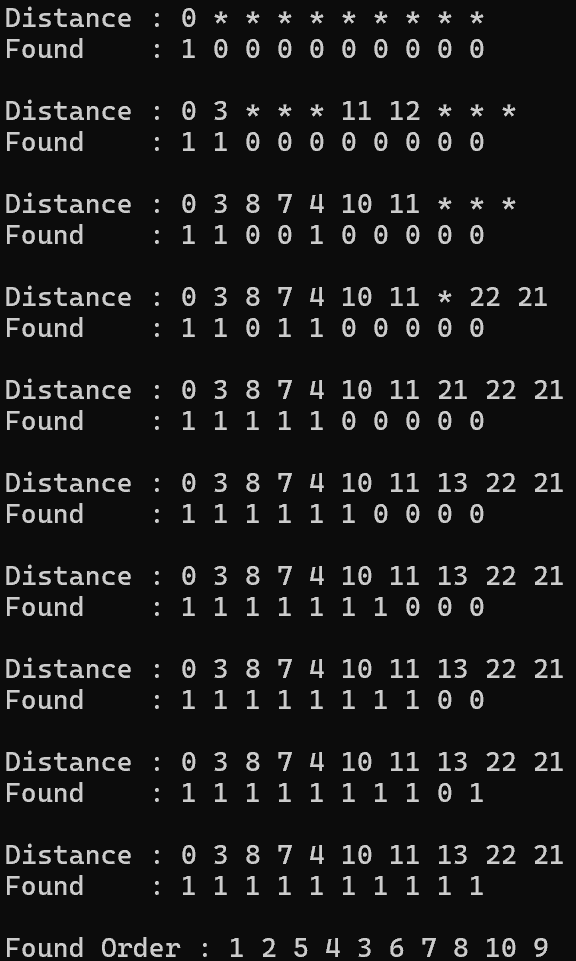 Distance : 0 * * * * * * * * *
Found    : 1 0 0 0 0 0 0 0 0 0
Distance : 0 3 * * * 11 12 * * *
Found    : 1 1 0 0 0 0 0 0 0 0
Distance : 0 3 8 7 4 10 11 * * *
Found    : 1 1 0 0 1 0 0 0 0 0
Distance : 0 3 8 7 4 10 11 * 22 21
Found    : 1 1 0 1 1 0 0 0 0 0
Distance : 0 3 8 7 4 10 11 21 22 21
Found    : 1 1 1 1 1 0 0 0 0 0
Distance : 0 3 8 7 4 10 11 13 22 21
Found    : 1 1 1 1 1 1 0 0 0 0
Distance : 0 3 8 7 4 10 11 13 22 21
Found    : 1 1 1 1 1 1 1 0 0 0
Distance : 0 3 8 7 4 10 11 13 22 21
Found    : 1 1 1 1 1 1 1 1 0 0
Distance : 0 3 8 7 4 10 11 13 22 21
Found    : 1 1 1 1 1 1 1 1 0 1
Distance : 0 3 8 7 4 10 11 13 22 21
Found    : 1 1 1 1 1 1 1 1 1 1
Found Order : 1 2 5 4 3 6 7 8 10 9